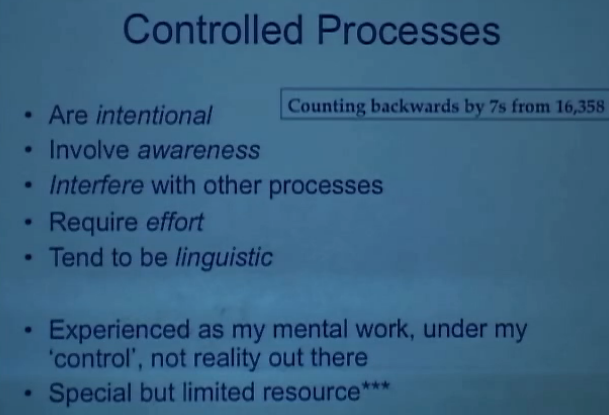 Controlled Processes
Counting backwards by 7s from 16,358
• Are intentional
• Involve awareness
• Interfere with other processes
• Require effort
• Tend to be linguistic
• Experienced as my mental work, under my
‘control’, not reality out there
• Special but limited resource***